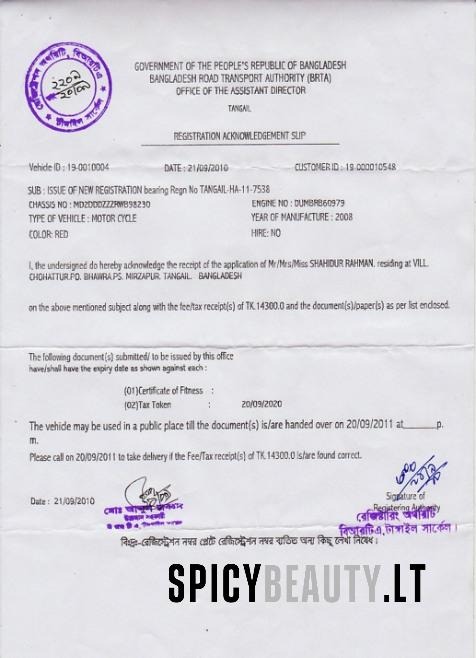 GOVERNMENT OF THE PEOPLE'S REPUBLIC OF BANGLADESH
BANGLADESH ROAD TRANSPORT AUTHORITY (BRTA)
OFFICE OF THE ASSISTANT DIRECTOR
TANGAIL
REGISTRATION ACKNOWLEDGEMENT SLIP
Vehicle ID : 19-0010004 DATE : 21/09/2010 CUSTOMER ID : 19-000010548
SUB : ISSUE OF NEW REGISTRATION bearing Regn No TANGAIL-HA-11-7538
CHASSIS NO : MD2DDDZZZRWB98230 ENGINE NO : DUMBRB60979
TYPE OF VEHICLE : MOTOR CYCLE YEAR OF MANUFACTURE : 2008
COLOR: RED HIRE: NO
I, the undersigned do hereby acknowledge the receipt of the application of Mr/Mrs/Miss SHAHIDUR RAHMAN. residing at VILL.
CHOHATTUR.PO. BHAWRA.PS. MIRZAPUR. TANGAIL. BANGLADESH
on the above mentioned subject along with the fee/tax receipt(s) of TK.14300.0 and the document(s)/paper(s) as per list enclosed.
The following document(s) submitted/ to be issued by this office
have/shall have the expiry date as shown against each :
(01)Certificate of Fitness :
(02)Tax Token : 20/09/2020
The vehicle may be used in a public place till the document(s) is/are handed over on 20/09/2011 at______p.
m.
Please call on 20/09/2011 to take delivery if the Fee/Tax receipt(s) of TK.14300.0 is/are found correct.
Date : 21/09/2010
Signature of
Registering Authority
রেজিষ্টারিং অথরিটি
বিআরটিএ, টাঙ্গাইল সার্কেল।
বিঃদ্রঃ-রেজিস্ট্রেশন নম্বর প্লেটে রেজিস্ট্রেশন নম্বর ব্যতিত অন্য কিছু লেখা নিষেধ।
SPICYBEAUTY.LT